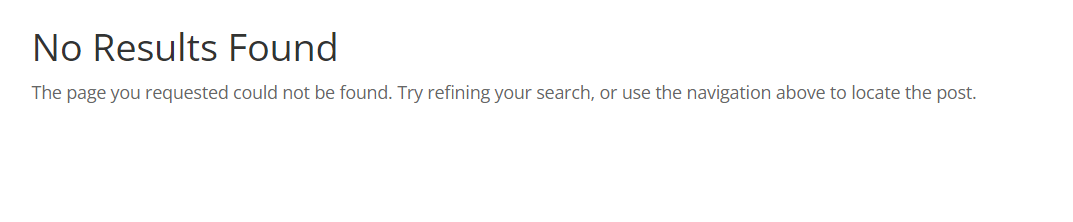 No Results Found
The page you requested could not be found. Try refining your search, or use the navigation above to locate the post.